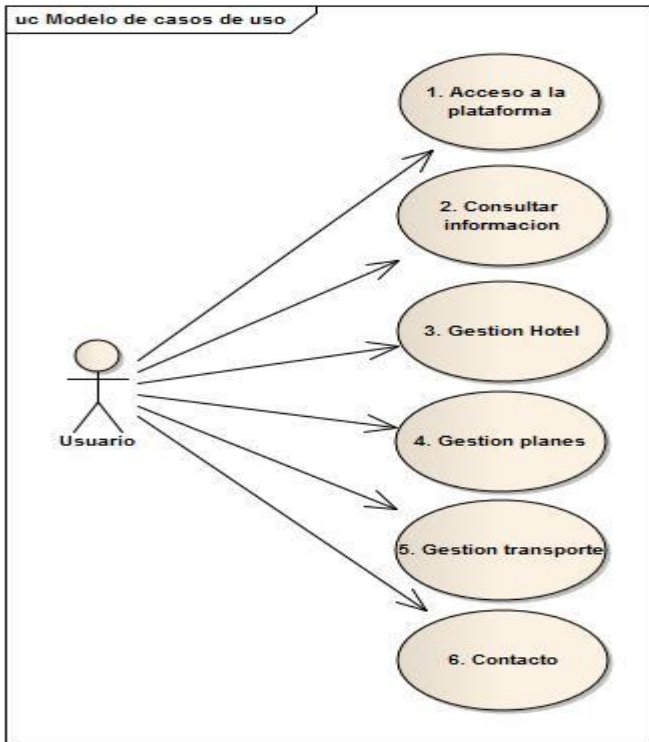 uc Modelo de casos de uso
1. Acceso a la
plataforma
2. Consultar
informacion
3. Gestion Hotel
4. Gestion planes
5. Gestion transporte
6. Contacto
Usuario